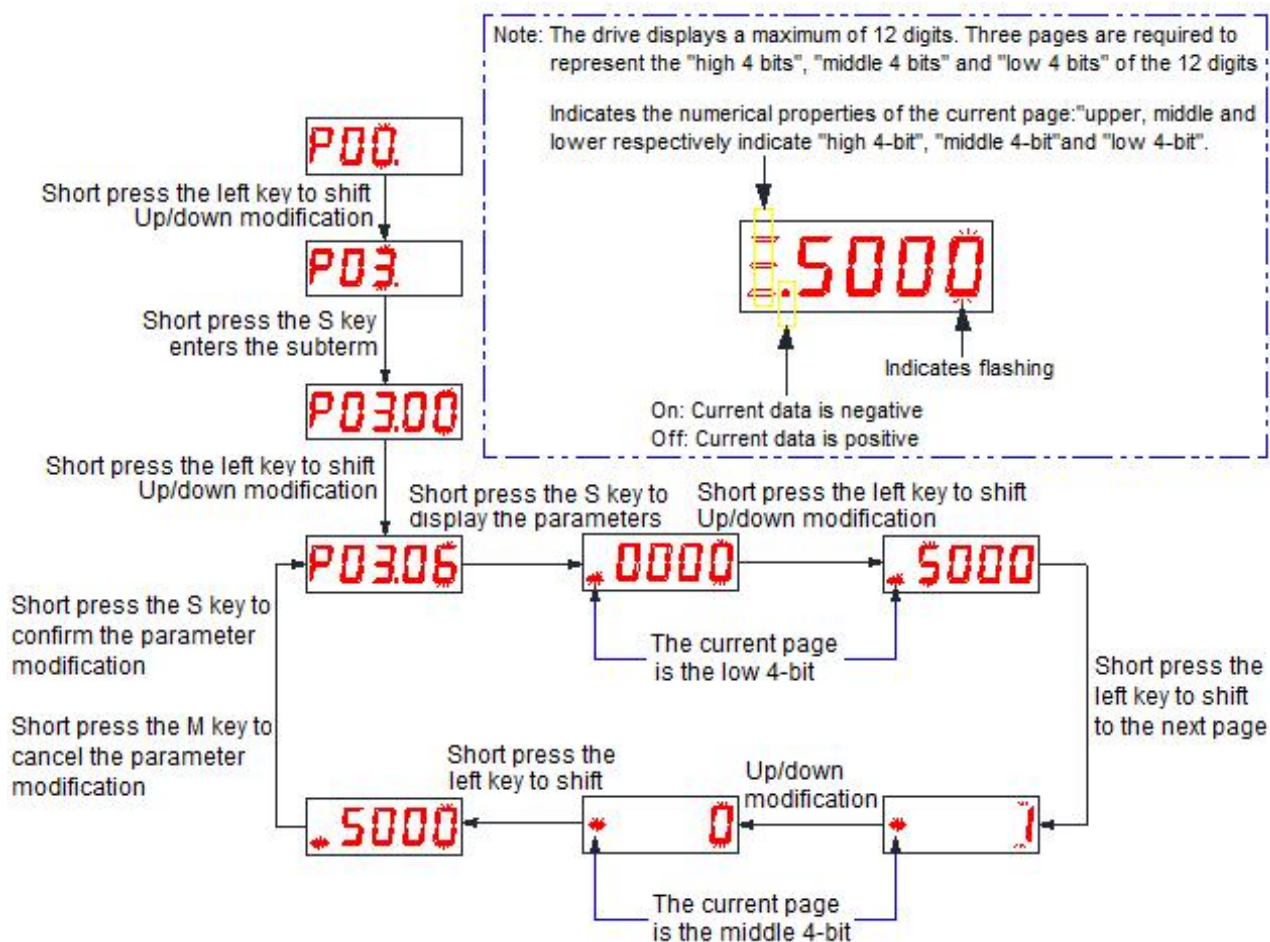 Note: The drive displays a maximum of 12 digits. Three pages are required to
represent the "high 4 bits", "middle 4 bits" and "low 4 bits" of the 12 digits
Indicates the numerical properties of the current page:"upper, middle and
lower respectively indicate "high 4-bit", "middle 4-bit"and "low 4-bit".
.5000
Indicates flashing
On: Current data is negative
Off: Current data is positive
P00.
Short press the left key to shift
Up/down modification
P03.
Short press the S key
enters the subterm
P03.00
Short press the left key to shift
Up/down modification
P03.06
Short press the S key to
display the parameters
.0000
Short press the left key to shift
Up/down modification
.5000
The current page
is the low 4-bit
Short press the
left key to shift
to the next page
1
Up/down
modification
0
The current page
is the middle 4-bit
Short press the
left key to shift
.5000
Short press the S key to
confirm the parameter
modification
Short press the M key to
cancel the parameter
modification